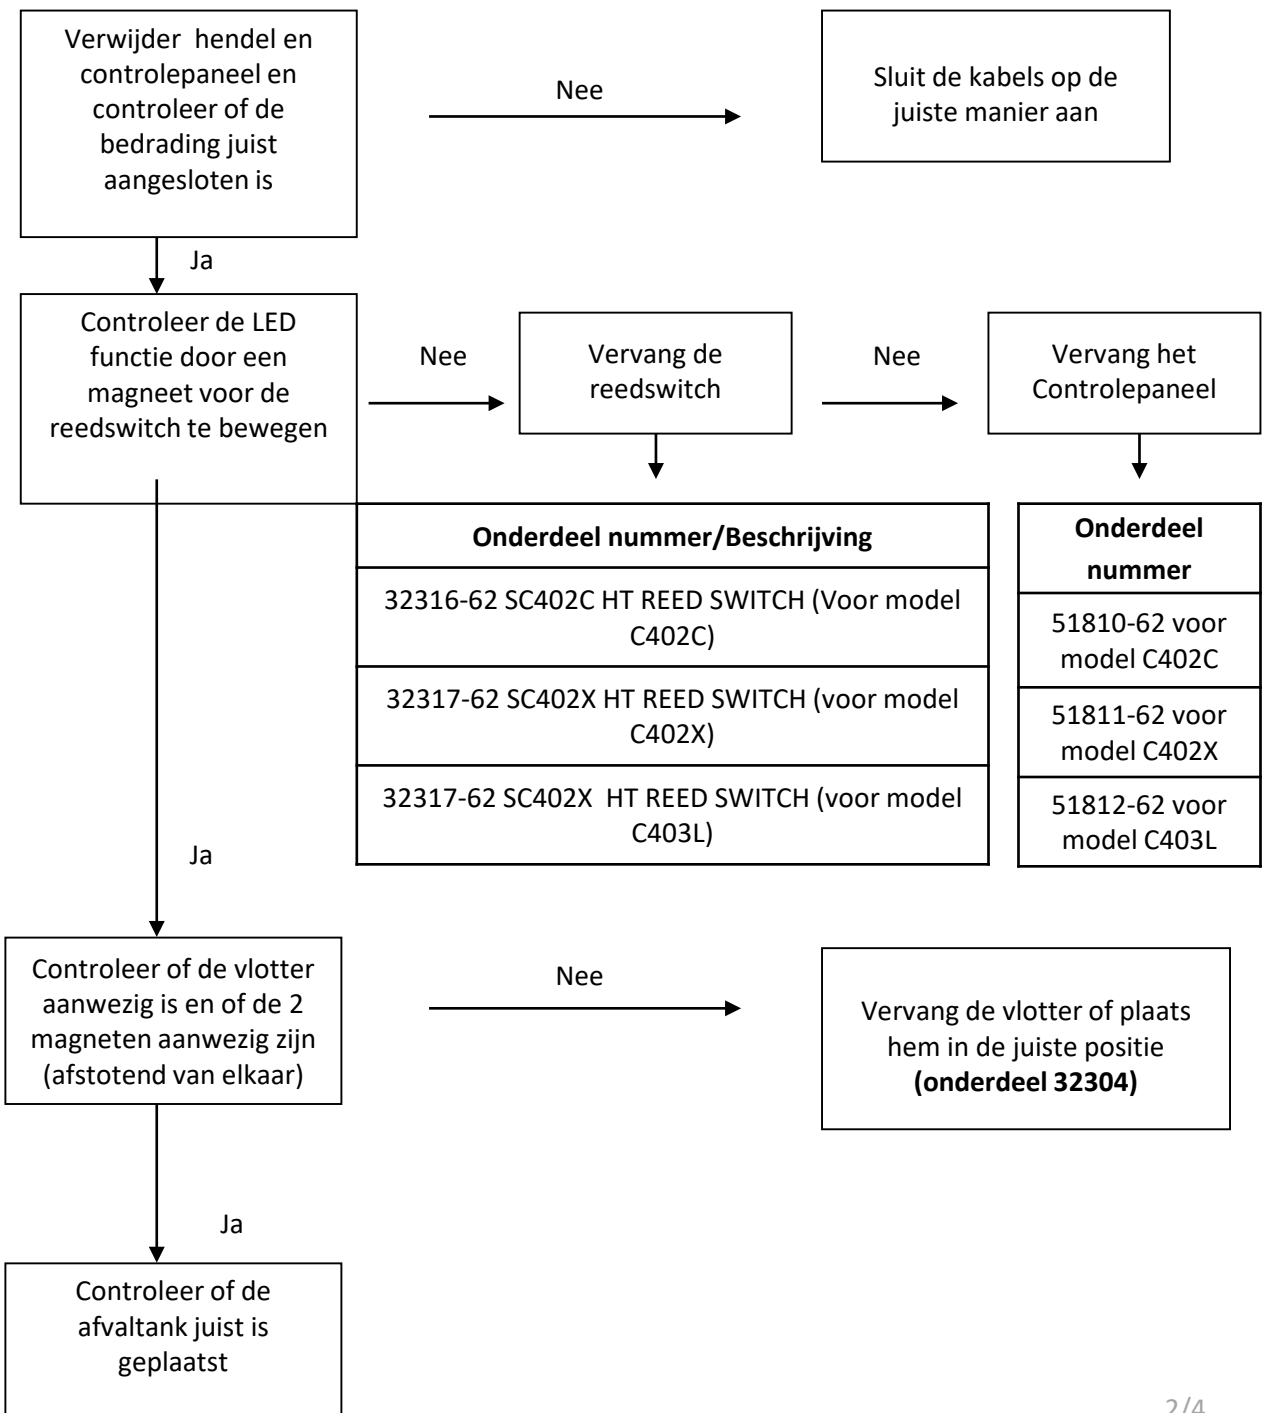 Verwijder hendel en
controlepaneel en
controleer of de
bedrading juist
aangesloten is
Nee
Sluit de kabels op de
juiste manier aan
Ja
Controleer de LED
functie door een
magneet voor de
reedswitch te bewegen
Nee
Vervang de
reedswitch
Nee
Vervang het
Controlepaneel
Onderdeel nummer/Beschrijving
32316-62 SC402C HT REED SWITCH (Voor model
C402C)
32317-62 SC402X HT REED SWITCH (voor model
C402X)
32317-62 SC402X HT REED SWITCH (voor model
C403L)
Onderdeel
nummer
51810-62 voor
model C402C
51811-62 voor
model C402X
51812-62 voor
model C403L
Ja
Controleer of de vlotter
aanwezig is en of de 2
magneten aanwezig zijn
(afstotend van elkaar)
Nee
Vervang de vlotter of plaats
hem in de juiste positie
(onderdeel 32304)
Ja
Controleer of de
afvaltank juist is
geplaatst
2/4